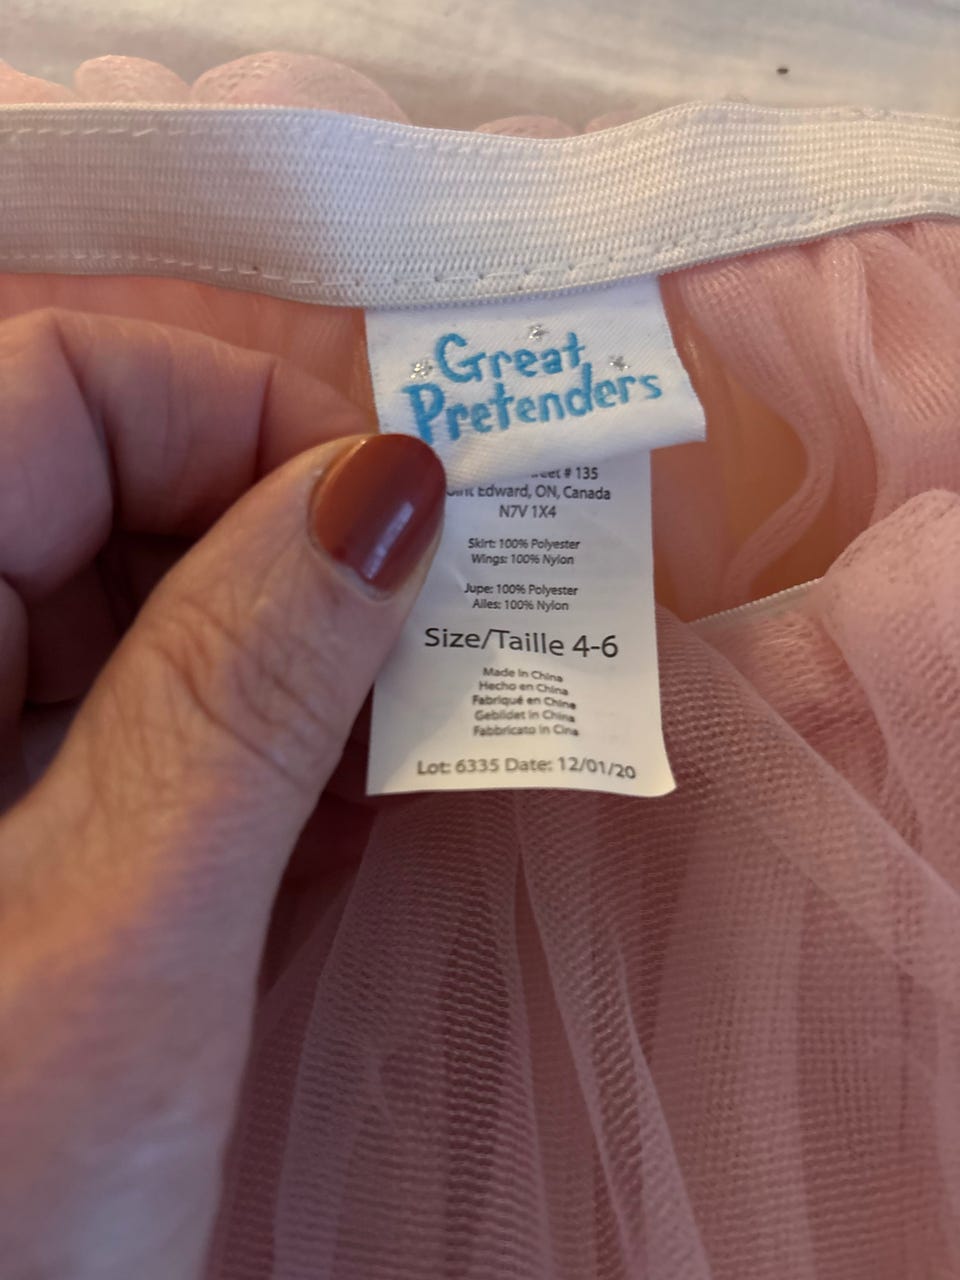 Great
Pretenders
# 135
Edward, ON, Canada
N7V 1X4
Skirt: 100% Polyester
Wings: 100% Nylon
Jupe: 100% Polyester
Ailes: 100% Nylon
Size/Taille 4-6
Made in China
Hecho en China
Fabriqué en Chine
Gebildet in China
Fabbricato in Cina
Lot: 6335 Date: 12/01/20